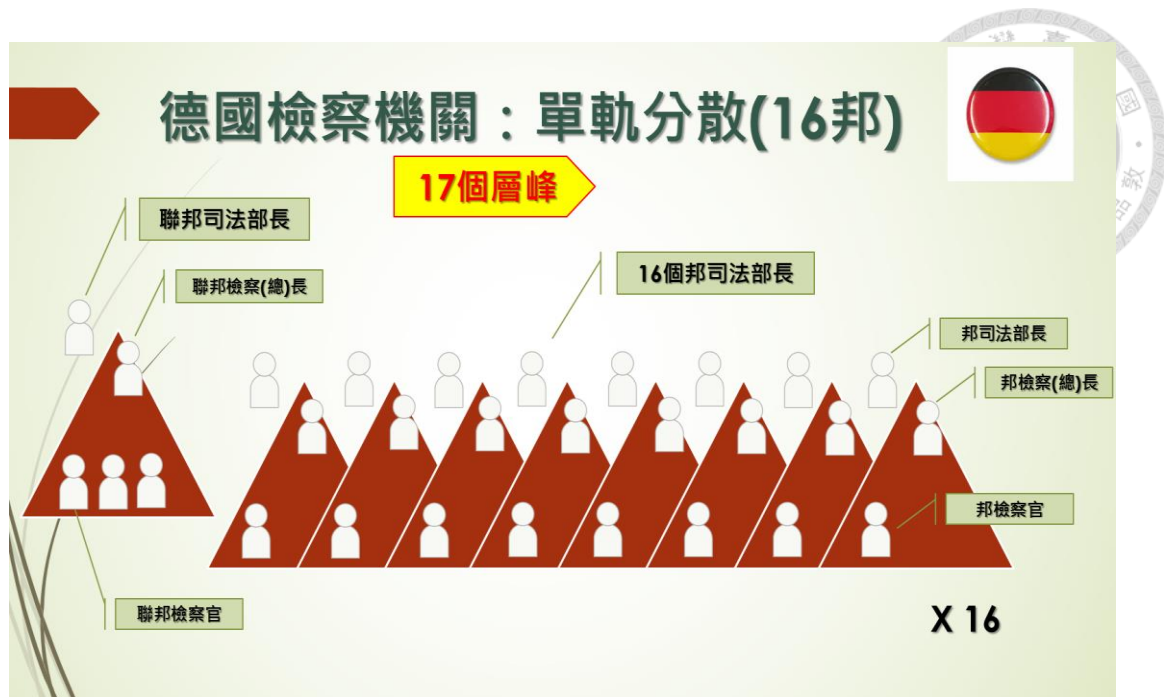 德國檢察機關：單軌分散(16邦)
17個層峰
聯邦司法部長
聯邦檢察(總)長
16個邦司法部長
邦司法部長
邦檢察(總)長
邦檢察官
聯邦檢察官
X 16